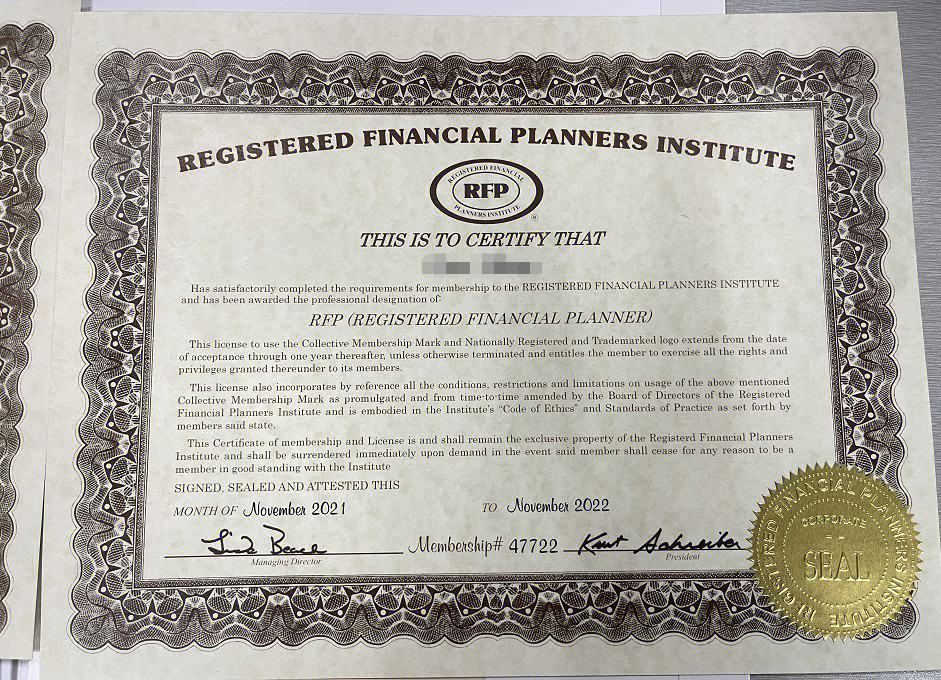 REGISTERED FINANCIAL PLANNERS INSTITUTE
REGISTERED FINANCIAL
RFP
PLANNERS INSTITUTE
®
THIS IS TO CERTIFY THAT
Has satisfactorily completed the requirements for membership to the REGISTERED FINANCIAL PLANNERS INSTITUTE
and has been awarded the professional designation of:
RFP (REGISTERED FINANCIAL PLANNER)
This license to use the Collective Membership Mark and Nationally Registered and Trademarked logo extends from the date
of acceptance through one year thereafter, unless otherwise terminated and entitles the member to exercise all the rights and
privileges granted thereunder to its members.
This license also incorporates by reference all the conditions, restrictions and limitations on usage of the above mentioned
Collective Membership Mark as promulgated and from time-to-time amended by the Board of Directors of the Registered
Financial Planners Institute and is embodied in the Institute's "Code of Ethics" and Standards of Practice as set forth by
members said state.
This Certificate of membership and License is and shall remain the exclusive property of the Registerd Financial Planners
Institute and shall be surrendered immediately upon demand in the event said member shall cease for any reason to be a
member in good standing with the Institute
SIGNED, SEALED AND ATTESTED THIS
MONTH OF November 2021 TO November 2022
Membership# 47722
Managing Director President
REGISTERED FINANCIAL PLANNERS INSTITUTE
CORPORATE
SEAL